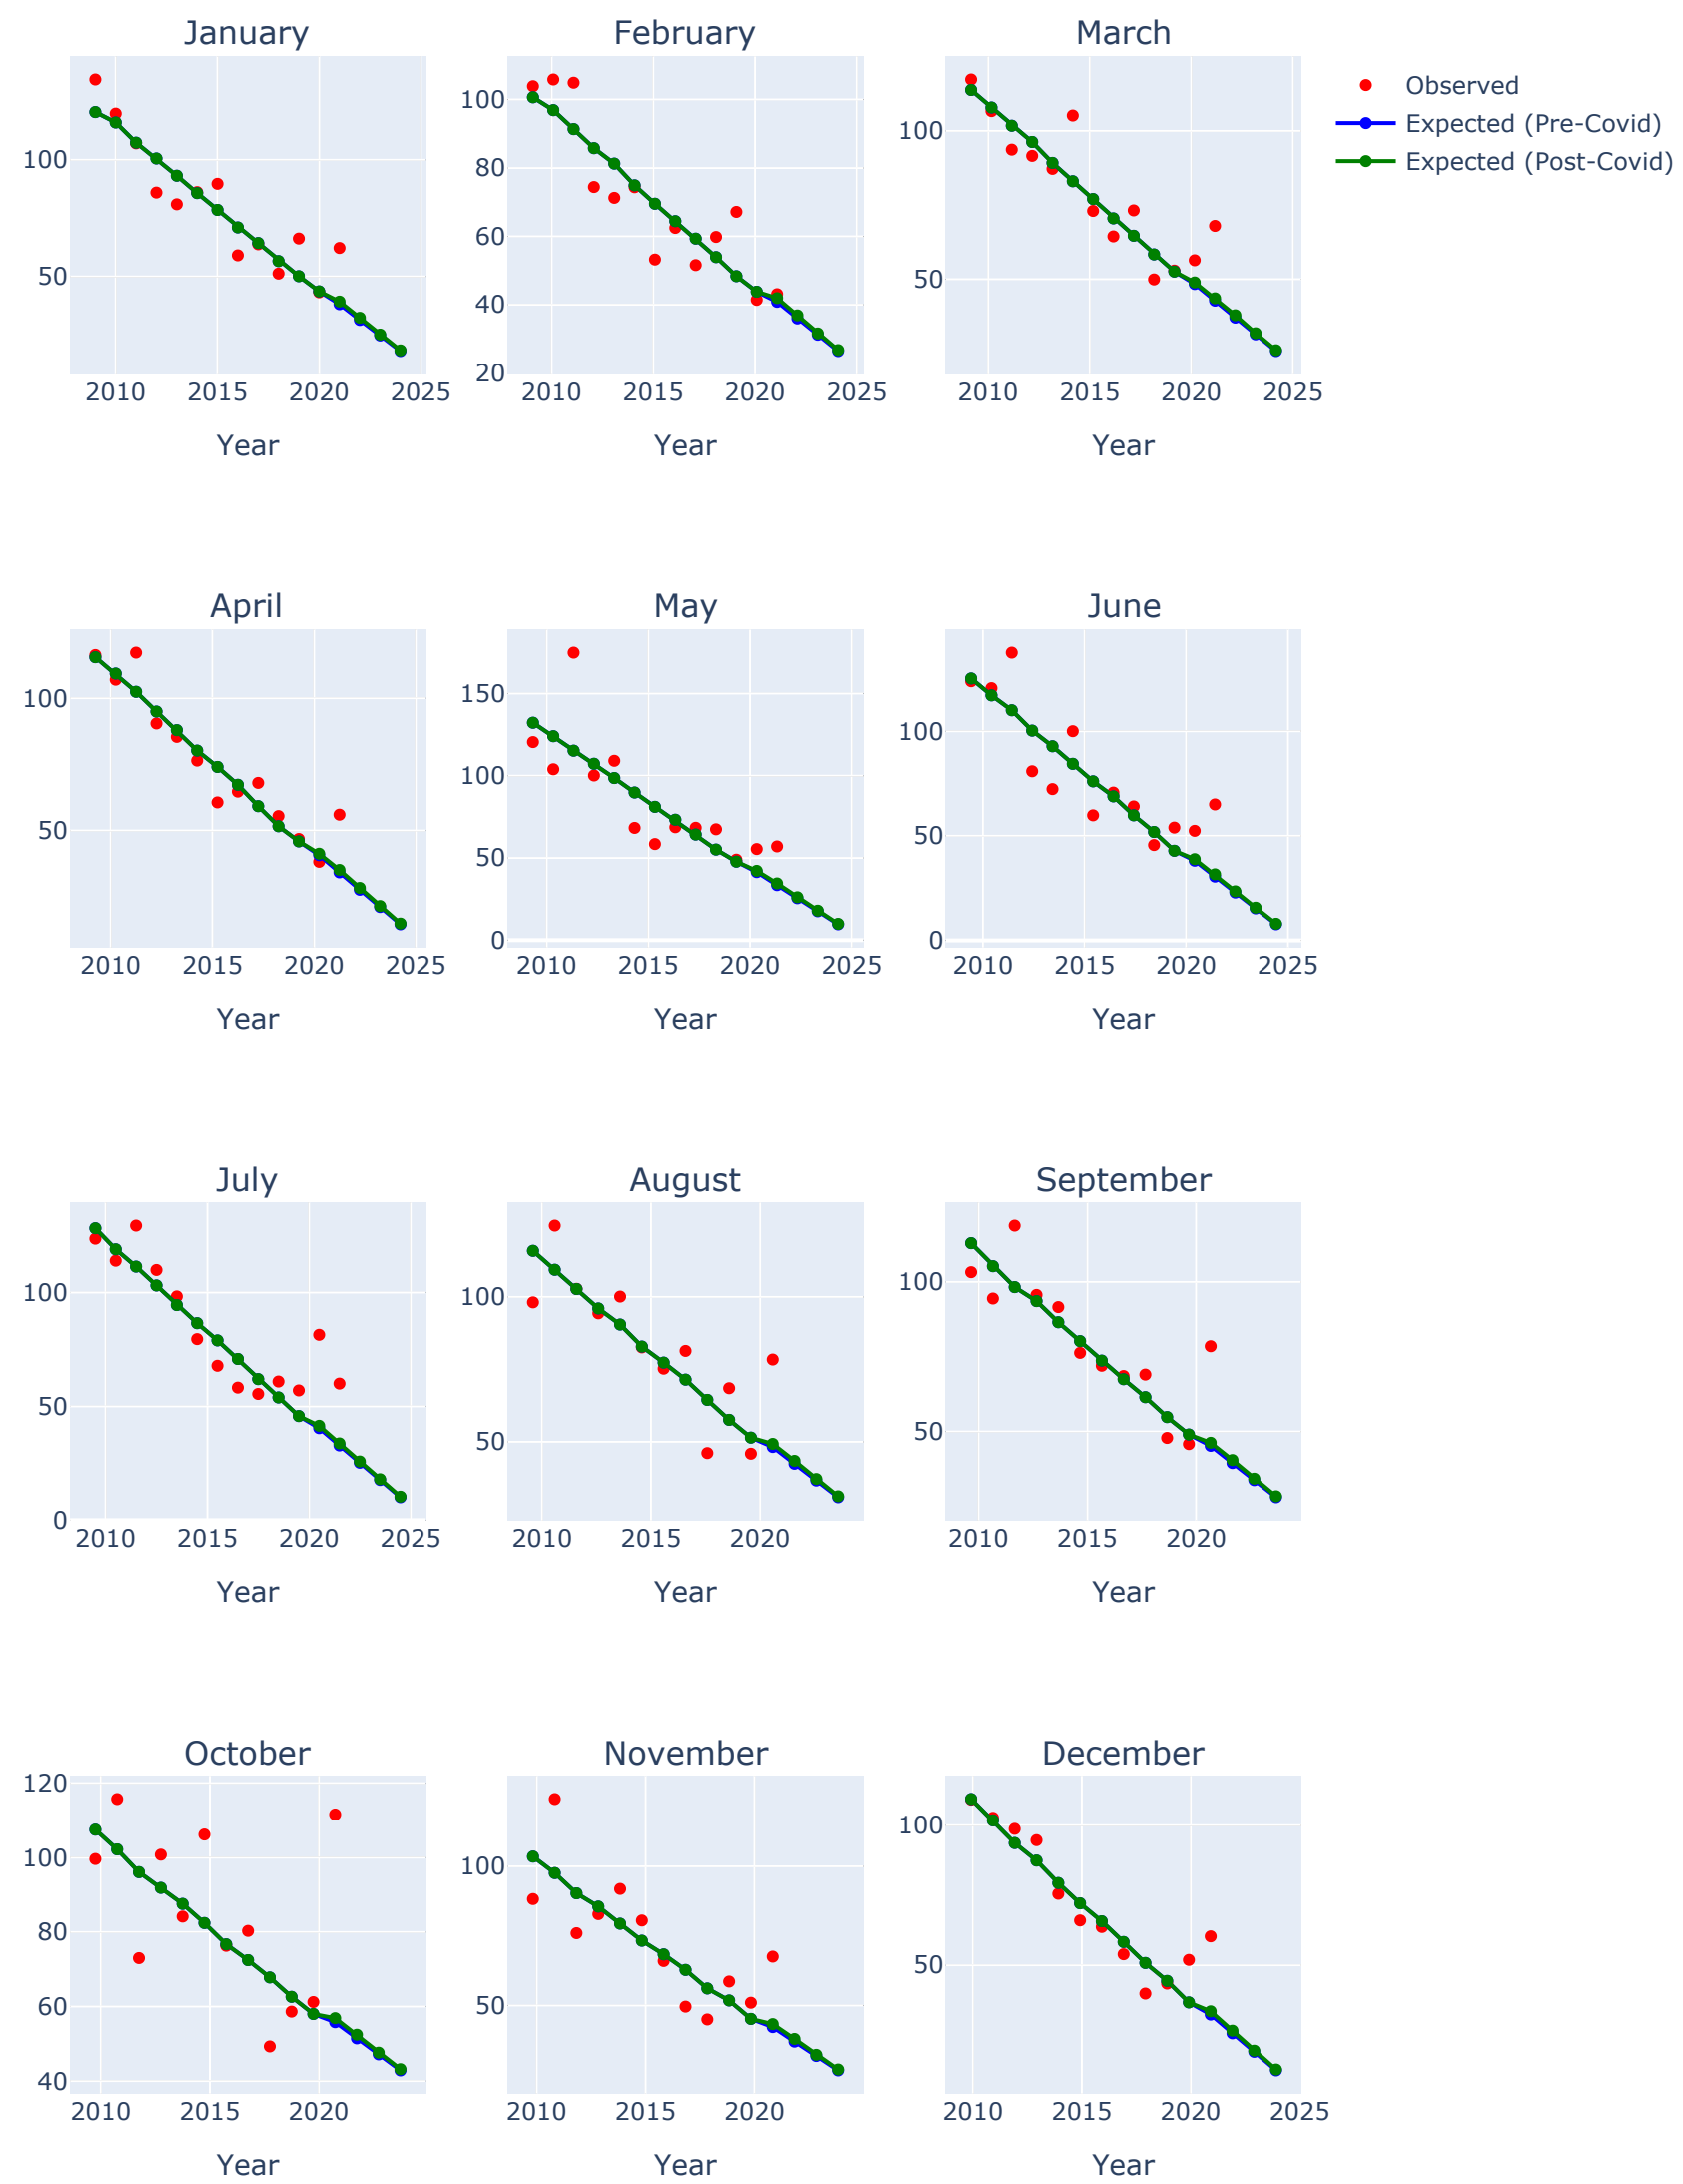 January
February
March
Observed
Expected (Pre-Covid)
Expected (Post-Covid)
100
50
2010
2015
2020
2025
Year
100
80
60
40
20
2010
2015
2020
2025
Year
100
50
2010
2015
2020
2025
Year
April
May
June
100
50
2010
2015
2020
2025
Year
150
100
50
0
2010
2015
2020
2025
Year
100
50
0
2010
2015
2020
2025
Year
July
August
September
100
50
0
2010
2015
2020
2025
Year
100
50
2010
2015
2020
Year
100
50
2010
2015
2020
Year
October
November
December
120
100
80
60
40
2010
2015
2020
Year
100
50
2010
2015
2020
Year
100
50
2010
2015
2020
2025
Year